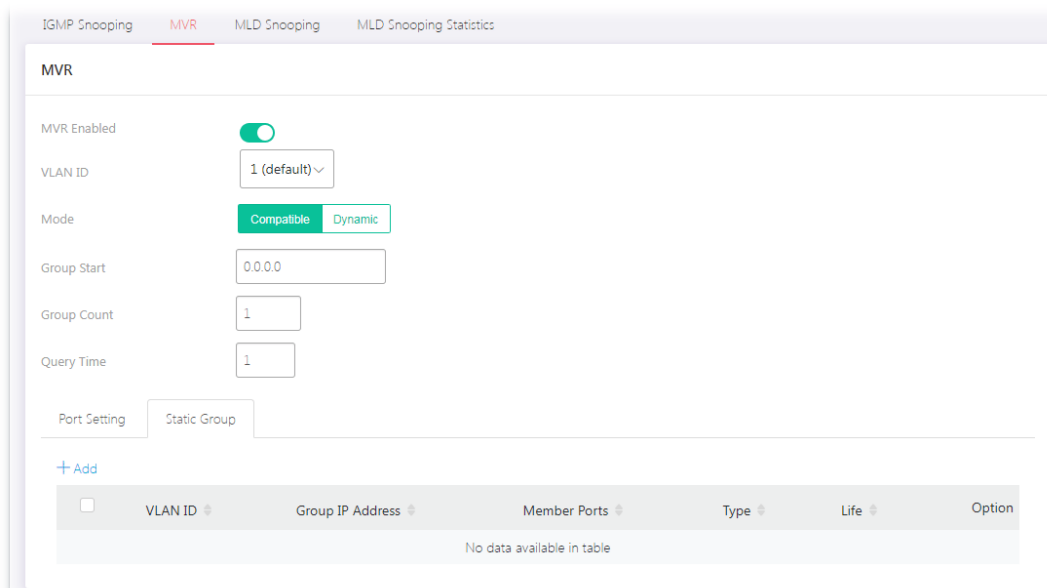 IGMP Snooping MVR MLD Snooping MLD Snooping Statistics
MVR
MVR Enabled
VLAN ID 1 (default)
Mode Compatible Dynamic
Group Start 0.0.0.0
Group Count 1
Query Time 1
Port Setting Static Group
+ Add
VLAN ID Group IP Address Member Ports Type Life Option
No data available in table